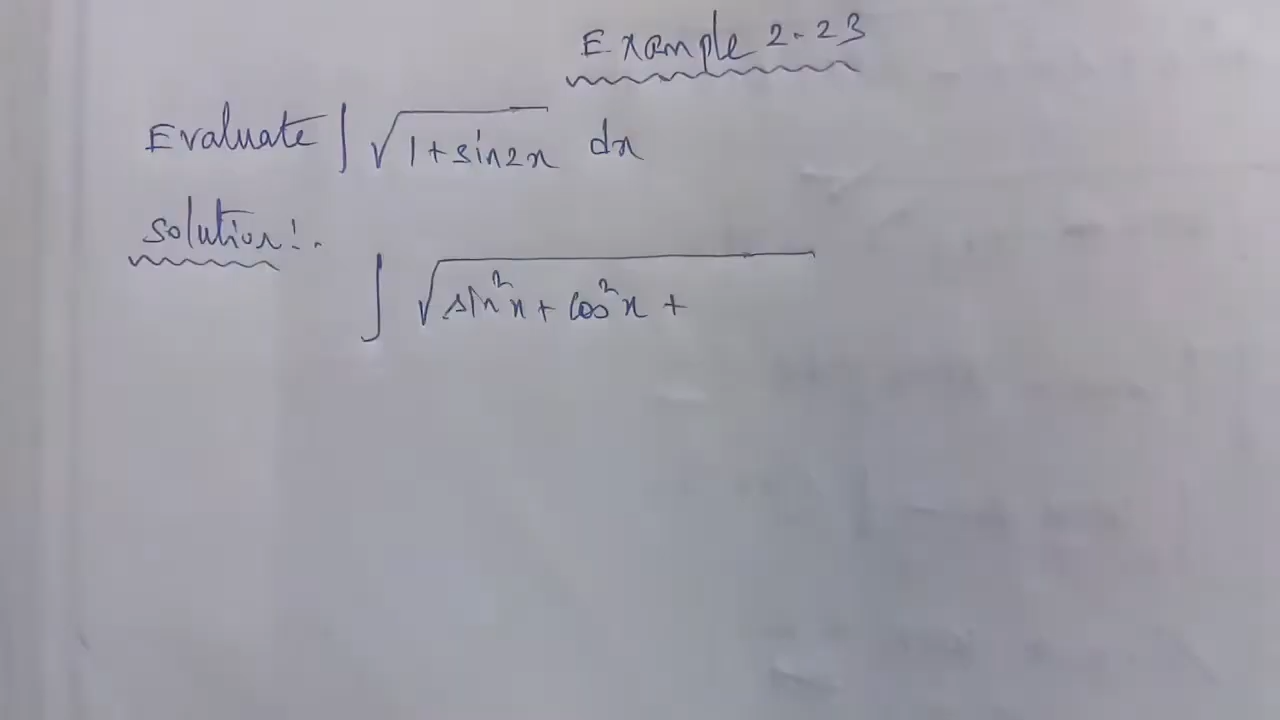 Example 2.23
Evaluate ∫ √(1+sin2x) dx
Solution:.
∫ √(sin²x + cos²x +